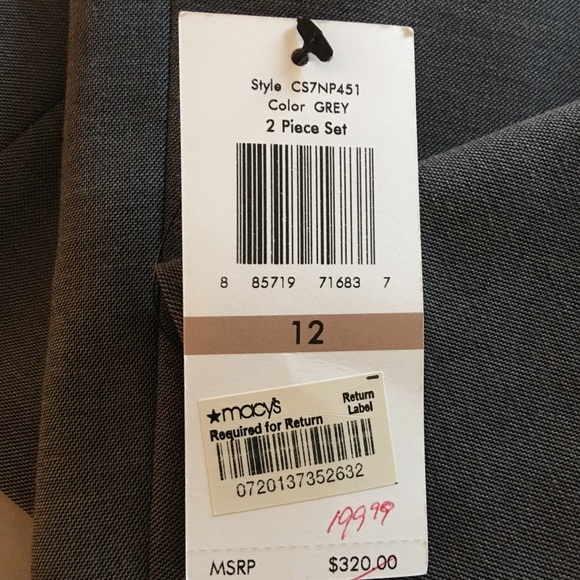 Style CS7NP451
Color GREY
2 Piece Set
8 85719 71683 7
12
★macy's
Return
Label
Required for Return
0720137352632
199.99
MSRP $320.00